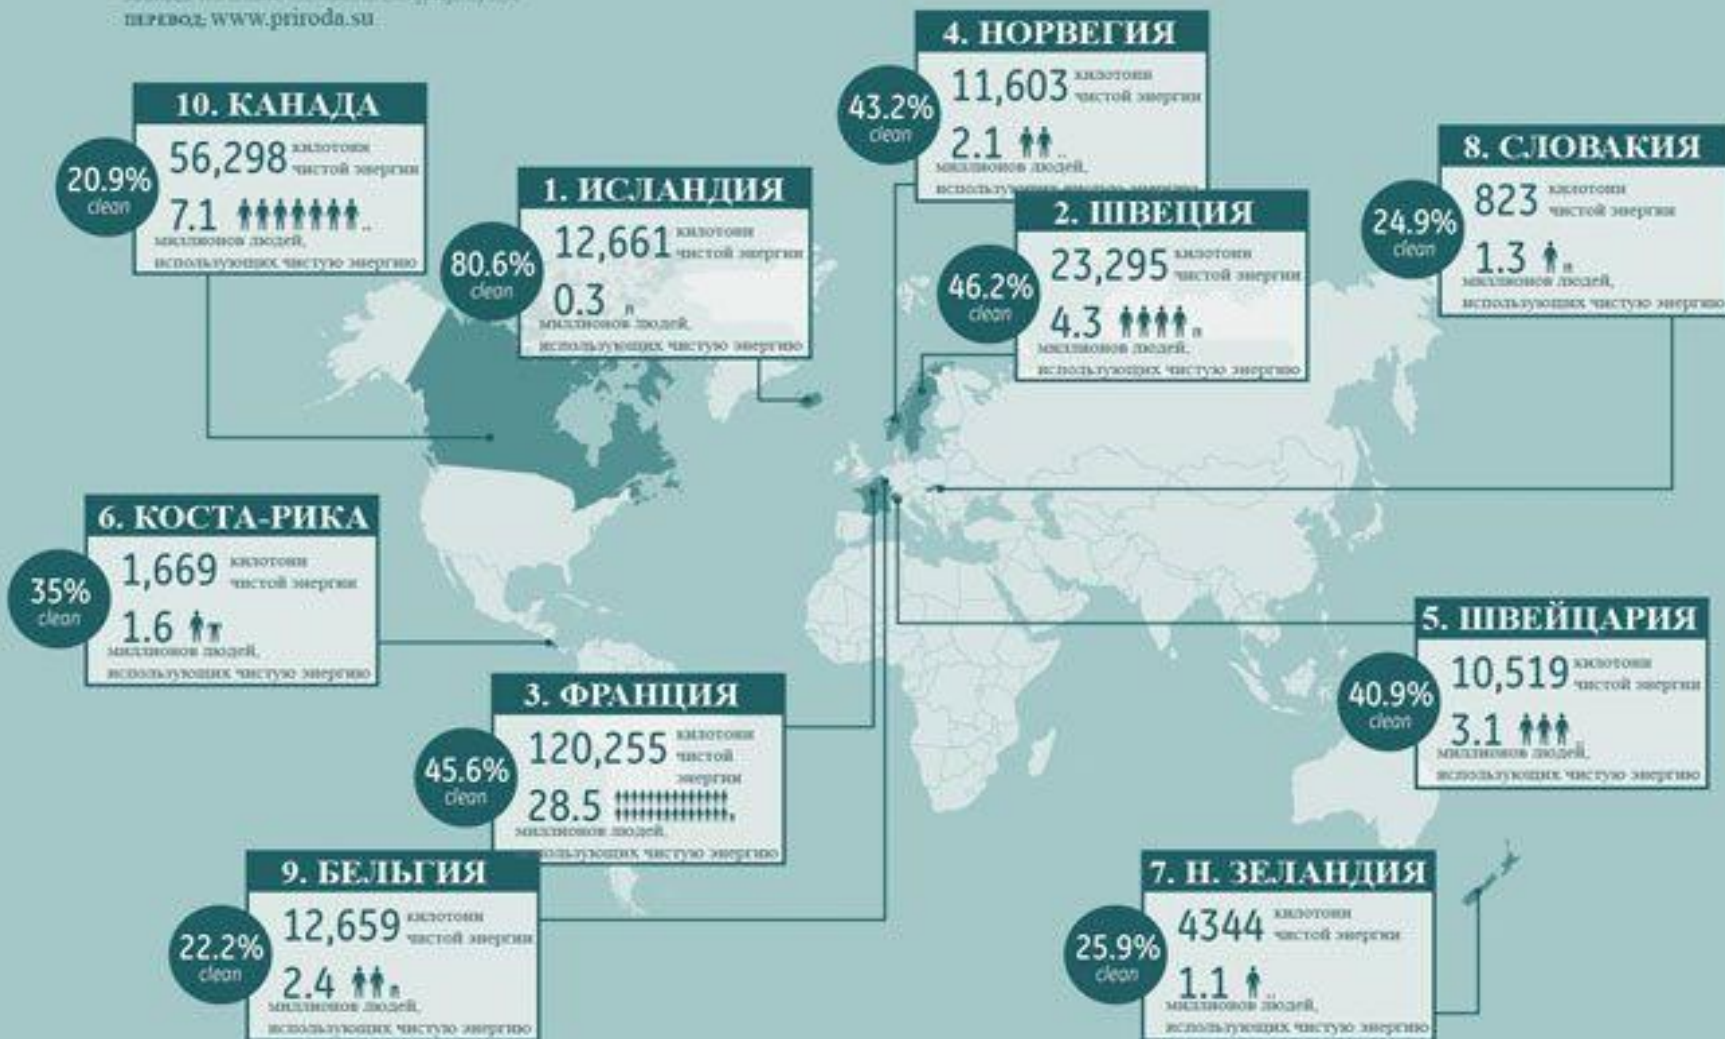 ПЕРЕВОД: www.priroda.su
4. НОРВЕГИЯ
43.2%
clean
11,603 килотонн
чистой энергии
2.1
миллионов людей,
использующих чистую энергию
10. КАНАДА
20.9%
clean
56,298 килотонн
чистой энергии
7.1
миллионов людей,
использующих чистую энергию
8. СЛОВАКИЯ
24.9%
clean
823 килотонн
чистой энергии
1.3
миллионов людей,
использующих чистую энергию
1. ИСЛАНДИЯ
80.6%
clean
12,661 килотонн
чистой энергии
0.3
миллионов людей,
использующих чистую энергию
2. ШВЕЦИЯ
46.2%
clean
23,295 килотонн
чистой энергии
4.3
миллионов людей,
использующих чистую энергию
6. КОСТА-РИКА
35%
clean
1,669 килотонн
чистой энергии
1.6
миллионов людей,
использующих чистую энергию
5. ШВЕЙЦАРИЯ
40.9%
clean
10,519 килотонн
чистой энергии
3.1
миллионов людей,
использующих чистую энергию
3. ФРАНЦИЯ
45.6%
clean
120,255 килотонн
чистой
энергии
28.5
миллионов людей,
использующих чистую энергию
9. БЕЛЬГИЯ
22.2%
clean
12,659 килотонн
чистой энергии
2.4
миллионов людей,
использующих чистую энергию
7. Н. ЗЕЛАНДИЯ
25.9%
clean
4344 килотонн
чистой энергии
1.1
миллионов людей,
использующих чистую энергию